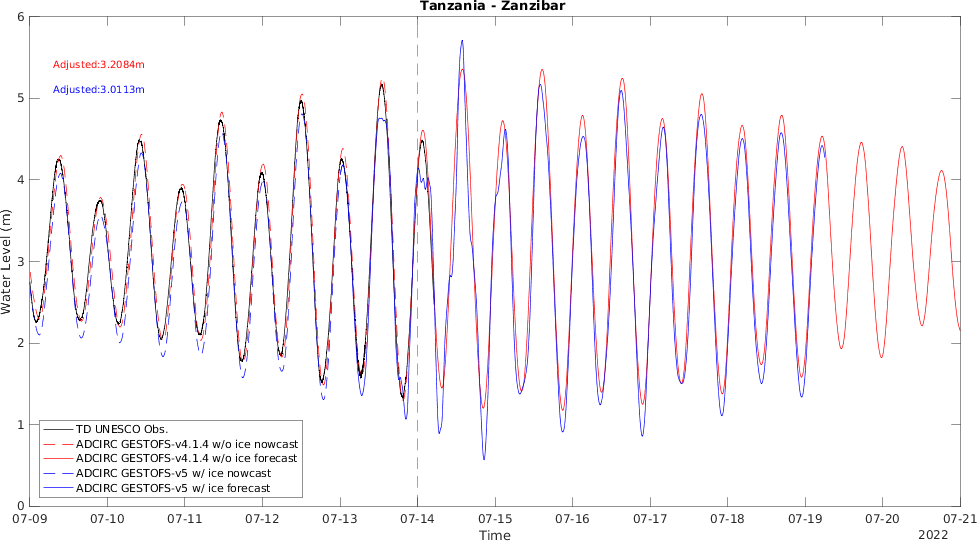 Tanzania - Zanzibar
Adjusted:3.2084m
Adjusted:3.0113m
Water Level (m)
6
5
4
3
2
1
0
TD UNESCO Obs.
ADCIRC GESTOFS-v4.1.4 w/o ice nowcast
ADCIRC GESTOFS-v4.1.4 w/o ice forecast
ADCIRC GESTOFS-v5 w/ ice nowcast
ADCIRC GESTOFS-v5 w/ ice forecast
07-09 07-10 07-11 07-12 07-13 07-14 07-15 07-16 07-17 07-18 07-19 07-20 07-21
Time
2022